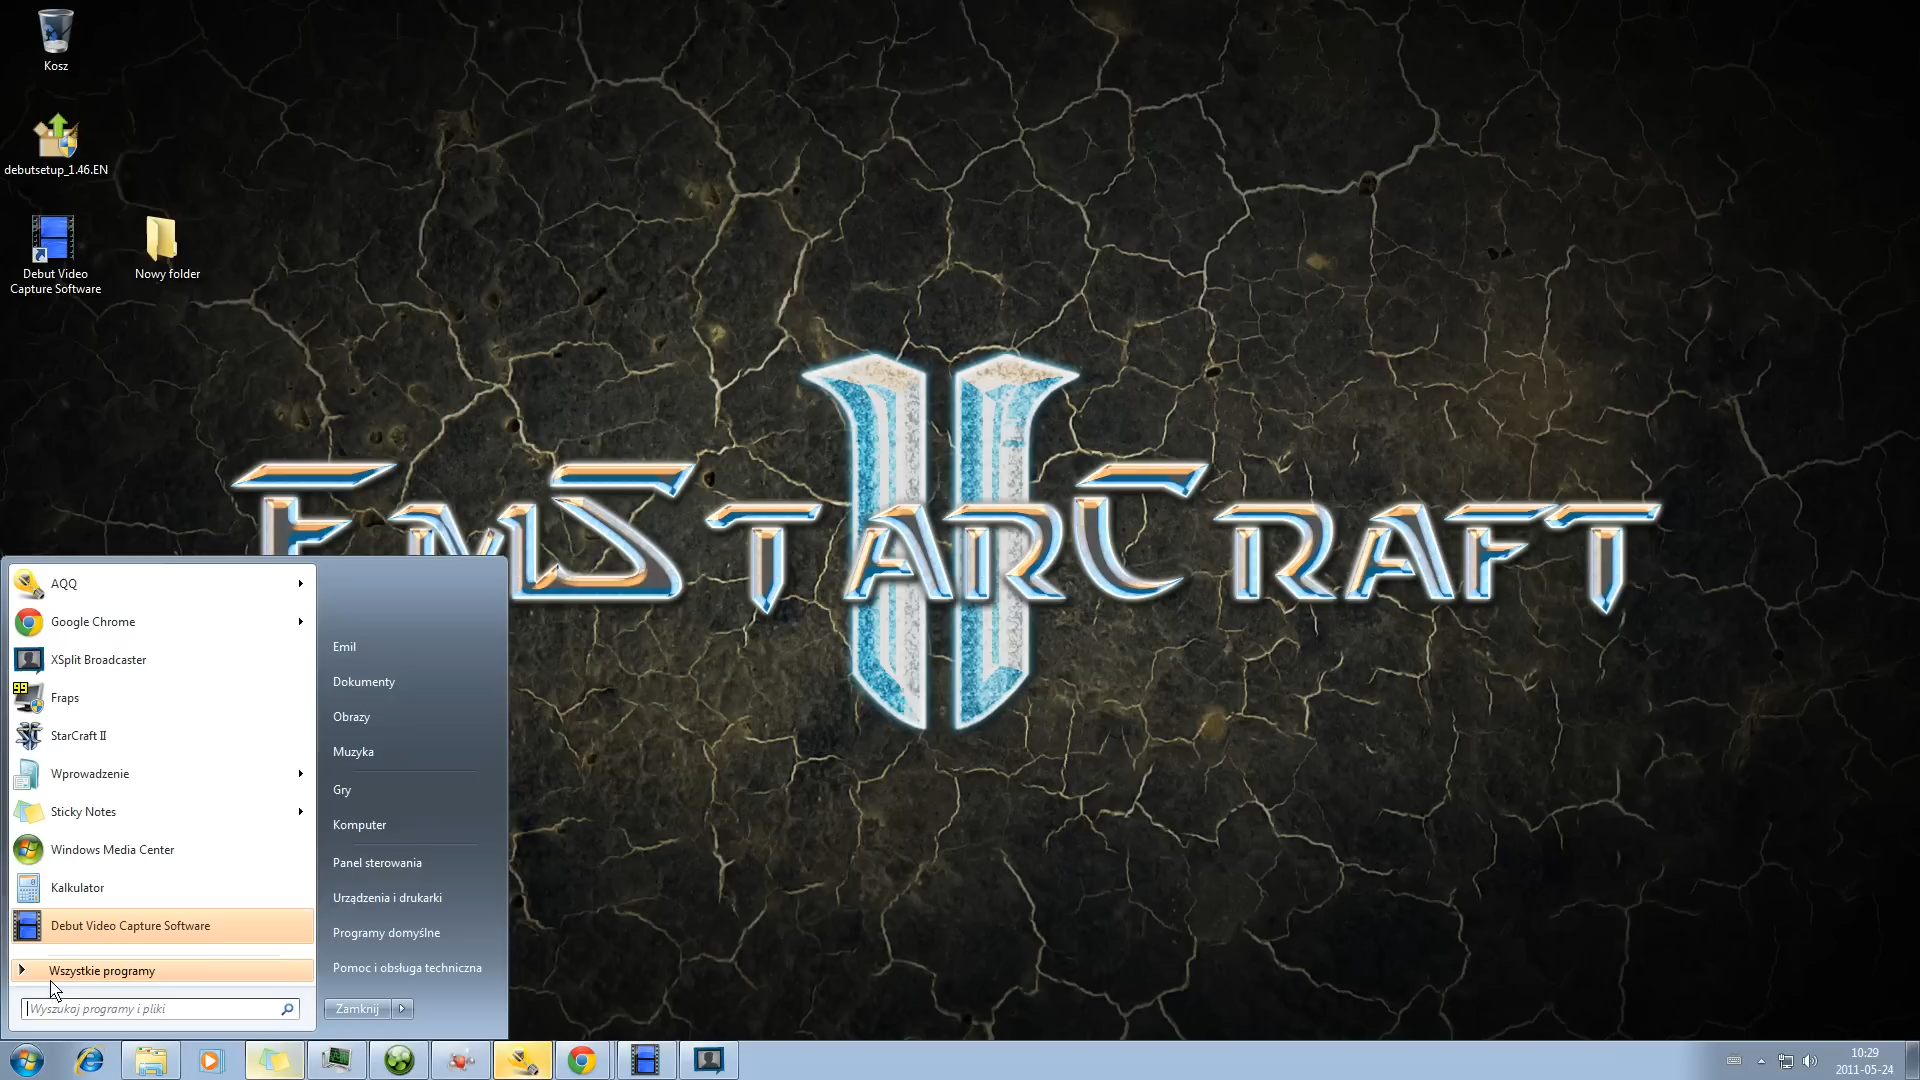 Kosz
debutsetup_1.46.EN
Debut Video
Capture Software
Nowy folder
EmStarCraft
II
AQQ
Google Chrome
XSplit Broadcaster
99
Fraps
StarCraft II
Wprowadzenie
Sticky Notes
Windows Media Center
Kalkulator
Debut Video Capture Software
Wszystkie programy
Wyszukaj programy i pliki
Emil
Dokumenty
Obrazy
Muzyka
Gry
Komputer
Panel sterowania
Urządzenia i drukarki
Programy domyślne
Pomoc i obsługa techniczna
Zamknij
10:29
2011-05-24